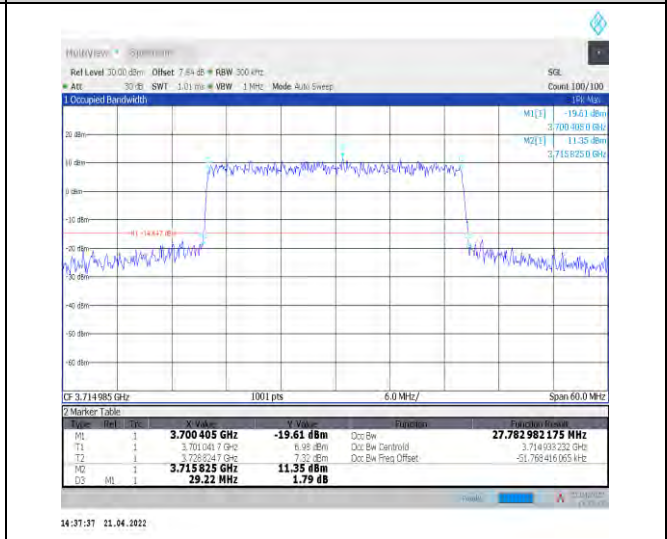 MultiView Spectrum
Ref Level 30.00 dBm Offset 7.84 dB RBW 300 kHz SGL
Att 30 dB SWT 1.01 ms VBW 1 MHz Mode Auto Sweep Count 100/100
1 Occupied Bandwidth 1Pk Max
M1[1] -19.61 dBm
3.700 405 0 GHz
M2[1] 11.35 dBm
3.715 825 0 GHz
20 dBm
10 dBm
0 dBm
-10 dBm
H1 -14.647 dBm
-20 dBm
-30 dBm
-40 dBm
-50 dBm
-60 dBm
CF 3.714 985 GHz 1001 pts 6.0 MHz/ Span 60.0 MHz
2 Marker Table
Type Ref Trc X-Value Y-Value Function Function Result
M1 1 3.700 405 GHz -19.61 dBm Occ Bw 27.782 982 175 MHz
T1 1 3.701 041 7 GHz 6.98 dBm Occ Bw Centroid 3.714 933 232 GHz
T2 1 3.728 824 7 GHz 7.32 dBm Occ Bw Freq Offset -51.768 416 065 kHz
M2 1 3.715 825 GHz 11.35 dBm
D3 M1 1 29.22 MHz 1.79 dB
14:37:37 21.04.2022